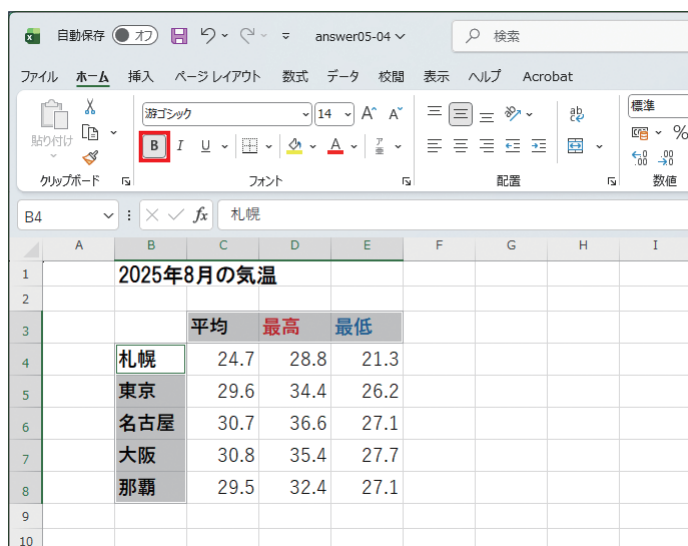 自動保存 オフ answer05-04 検索
ファイル ホーム 挿入 ページ レイアウト 数式 データ 校閲 表示 ヘルプ Acrobat
貼り付け 游ゴシック 14 A A ab 標準
B I U A ア亜 %
クリップボード フォント 配置 数値
B4 fx 札幌
A B C D E F G H I
1 2025年8月の気温
2
3 平均 最高 最低
4 札幌 24.7 28.8 21.3
5 東京 29.6 34.4 26.2
6 名古屋 30.7 36.6 27.1
7 大阪 30.8 35.4 27.7
8 那覇 29.5 32.4 27.1
9
10